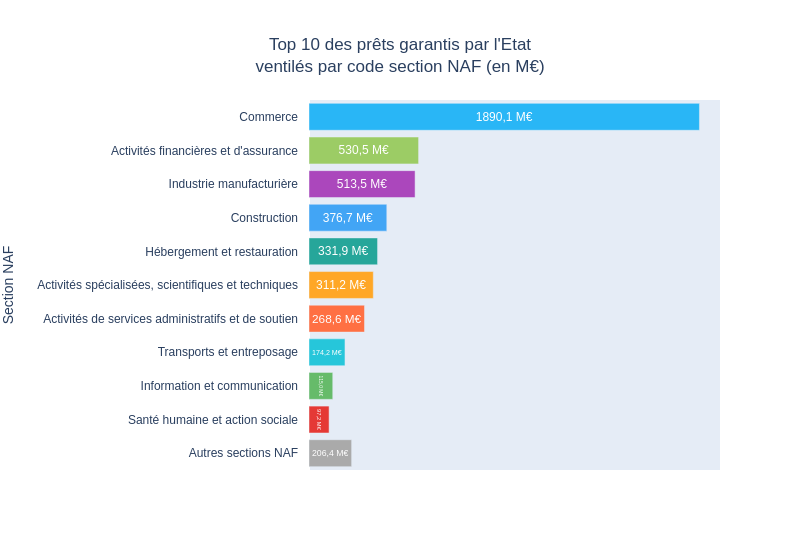 Top 10 des prêts garantis par l'Etat
ventilés par code section NAF (en M€)
Section NAF
Commerce 1890,1 M€
Activités financières et d'assurance 530,5 M€
Industrie manufacturière 513,5 M€
Construction 376,7 M€
Hébergement et restauration 331,9 M€
Activités spécialisées, scientifiques et techniques 311,2 M€
Activités de services administratifs et de soutien 268,6 M€
Transports et entreposage 174,2 M€
Information et communication
Santé humaine et action sociale 97,2 M€
Autres sections NAF 206,4 M€